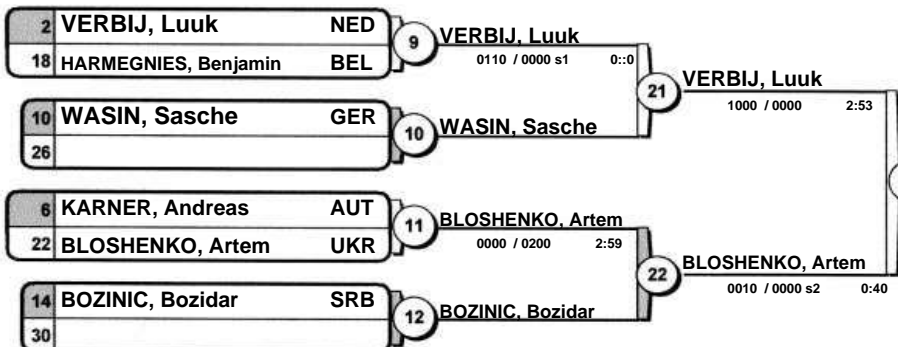 2 VERBIJ, Luuk NED
18 HARMEGNIES, Benjamin BEL
9
VERBIJ, Luuk
0110 / 0000 s1 0::0
10 WASIN, Sasche GER
26
10
WASIN, Sasche
21
VERBIJ, Luuk
1000 / 0000 2:53
6 KARNER, Andreas AUT
22 BLOSHENKO, Artem UKR
11
BLOSHENKO, Artem
0000 / 0200 2:59
14 BOZINIC, Bozidar SRB
30
12
BOZINIC, Bozidar
22
BLOSHENKO, Artem
0010 / 0000 s2 0:40